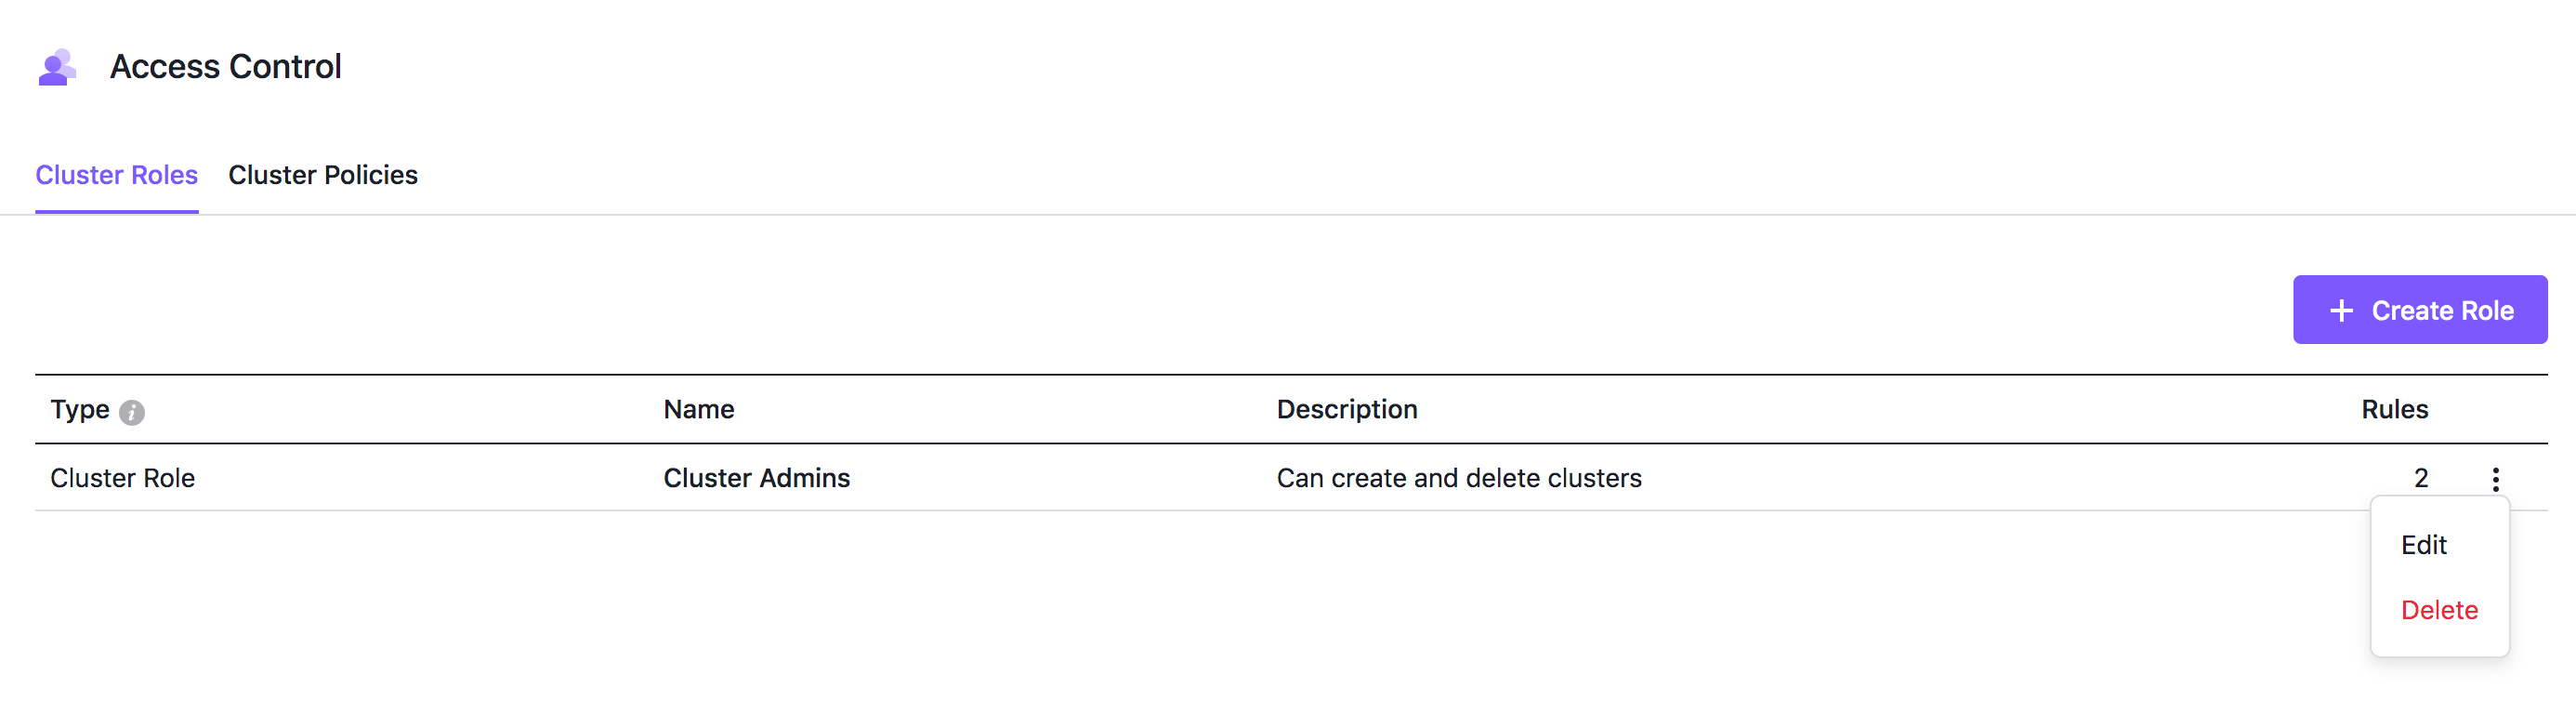 Access Control
Cluster Roles Cluster Policies
+ Create Role
Type i Name Description Rules
Cluster Role Cluster Admins Can create and delete clusters 2
Edit
Delete